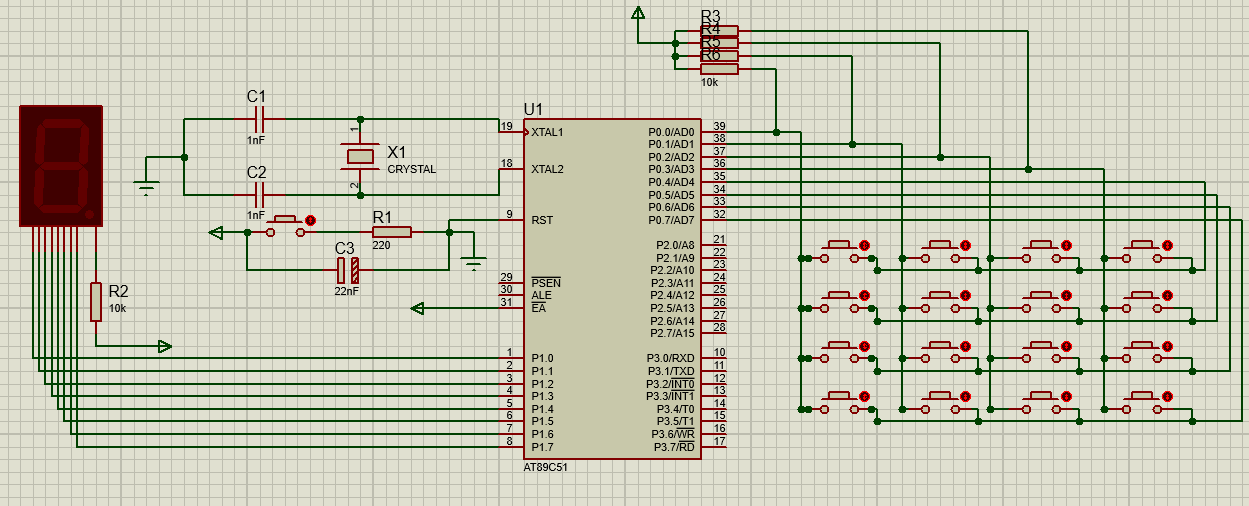 R3
R4
R5
R6
10k
C1
1nF
1
X1
CRYSTAL
2
C2
1nF
R1
220
C3
22nF
R2
10k
U1
19 XTAL1
18 XTAL2
9 RST
29 PSEN
30 ALE
31 EA
1 P1.0
2 P1.1
3 P1.2
4 P1.3
5 P1.4
6 P1.5
7 P1.6
8 P1.7
P0.0/AD0 39
P0.1/AD1 38
P0.2/AD2 37
P0.3/AD3 36
P0.4/AD4 35
P0.5/AD5 34
P0.6/AD6 33
P0.7/AD7 32
P2.0/A8 21
P2.1/A9 22
P2.2/A10 23
P2.3/A11 24
P2.4/A12 25
P2.5/A13 26
P2.6/A14 27
P2.7/A15 28
P3.0/RXD 10
P3.1/TXD 11
P3.2/INT0 12
P3.3/INT1 13
P3.4/T0 14
P3.5/T1 15
P3.6/WR 16
P3.7/RD 17
AT89C51